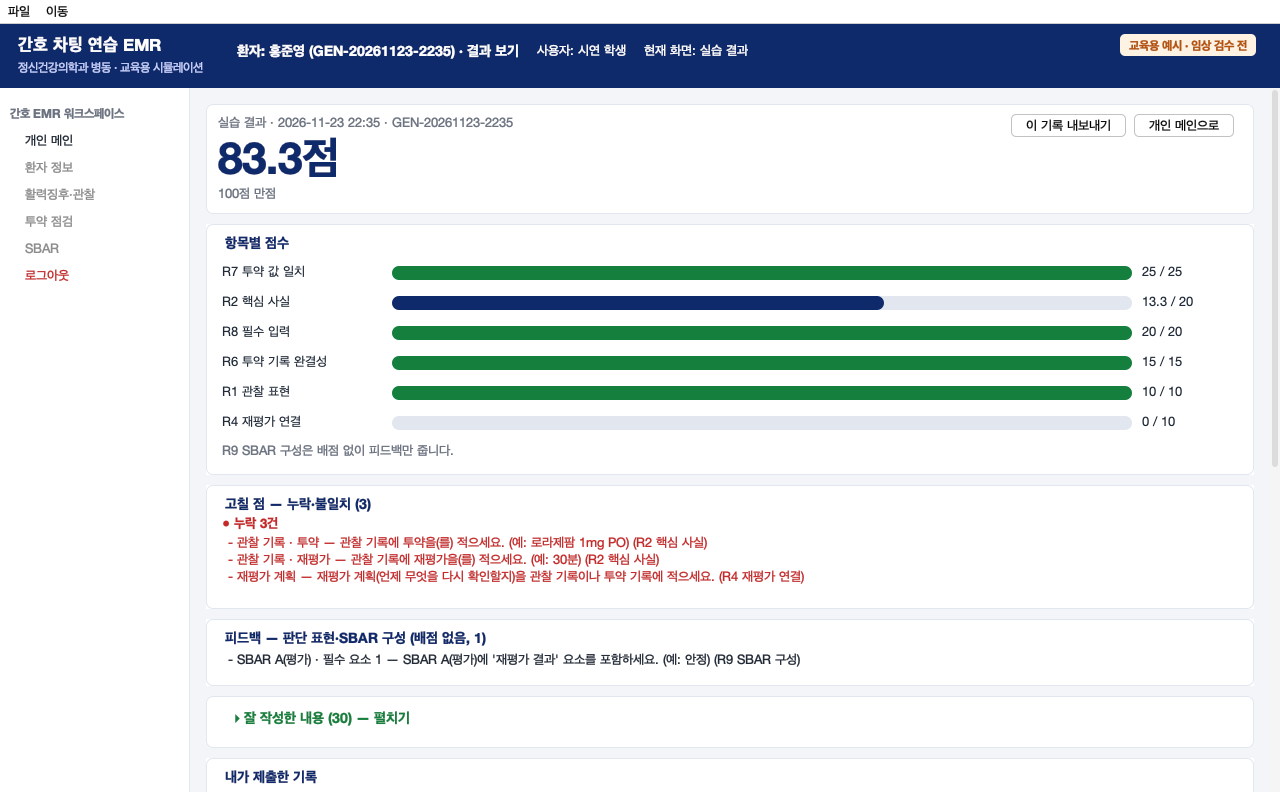 파일 이동
간호 차팅 연습 EMR
정신건강의학과 병동 · 교육용 시뮬레이션
환자: 홍준영 (GEN-20261123-2235) · 결과 보기 사용자: 시연 학생 현재 화면: 실습 결과
교육용 예시 · 임상 검수 전
간호 EMR 워크스페이스
개인 메인
환자 정보
활력징후·관찰
투약 점검
SBAR
로그아웃
실습 결과 · 2026-11-23 22:35 · GEN-20261123-2235
이 기록 내보내기 개인 메인으로
83.3점
100점 만점
항목별 점수
R7 투약 값 일치 25 / 25
R2 핵심 사실 13.3 / 20
R8 필수 입력 20 / 20
R6 투약 기록 완결성 15 / 15
R1 관찰 표현 10 / 10
R4 재평가 연결 0 / 10
R9 SBAR 구성은 배점 없이 피드백만 줍니다.
고칠 점 — 누락·불일치 (3)
● 누락 3건
- 관찰 기록 · 투약 — 관찰 기록에 투약을(를) 적으세요. (예: 로라제팜 1mg PO) (R2 핵심 사실)
- 관찰 기록 · 재평가 — 관찰 기록에 재평가을(를) 적으세요. (예: 30분) (R2 핵심 사실)
- 재평가 계획 — 재평가 계획(언제 무엇을 다시 확인할지)을 관찰 기록이나 투약 기록에 적으세요. (R4 재평가 연결)
피드백 — 판단 표현·SBAR 구성 (배점 없음, 1)
- SBAR A(평가) · 필수 요소 1 — SBAR A(평가)에 '재평가 결과' 요소를 포함하세요. (예: 안정) (R9 SBAR 구성)
잘 작성한 내용 (30) — 펼치기
내가 제출한 기록